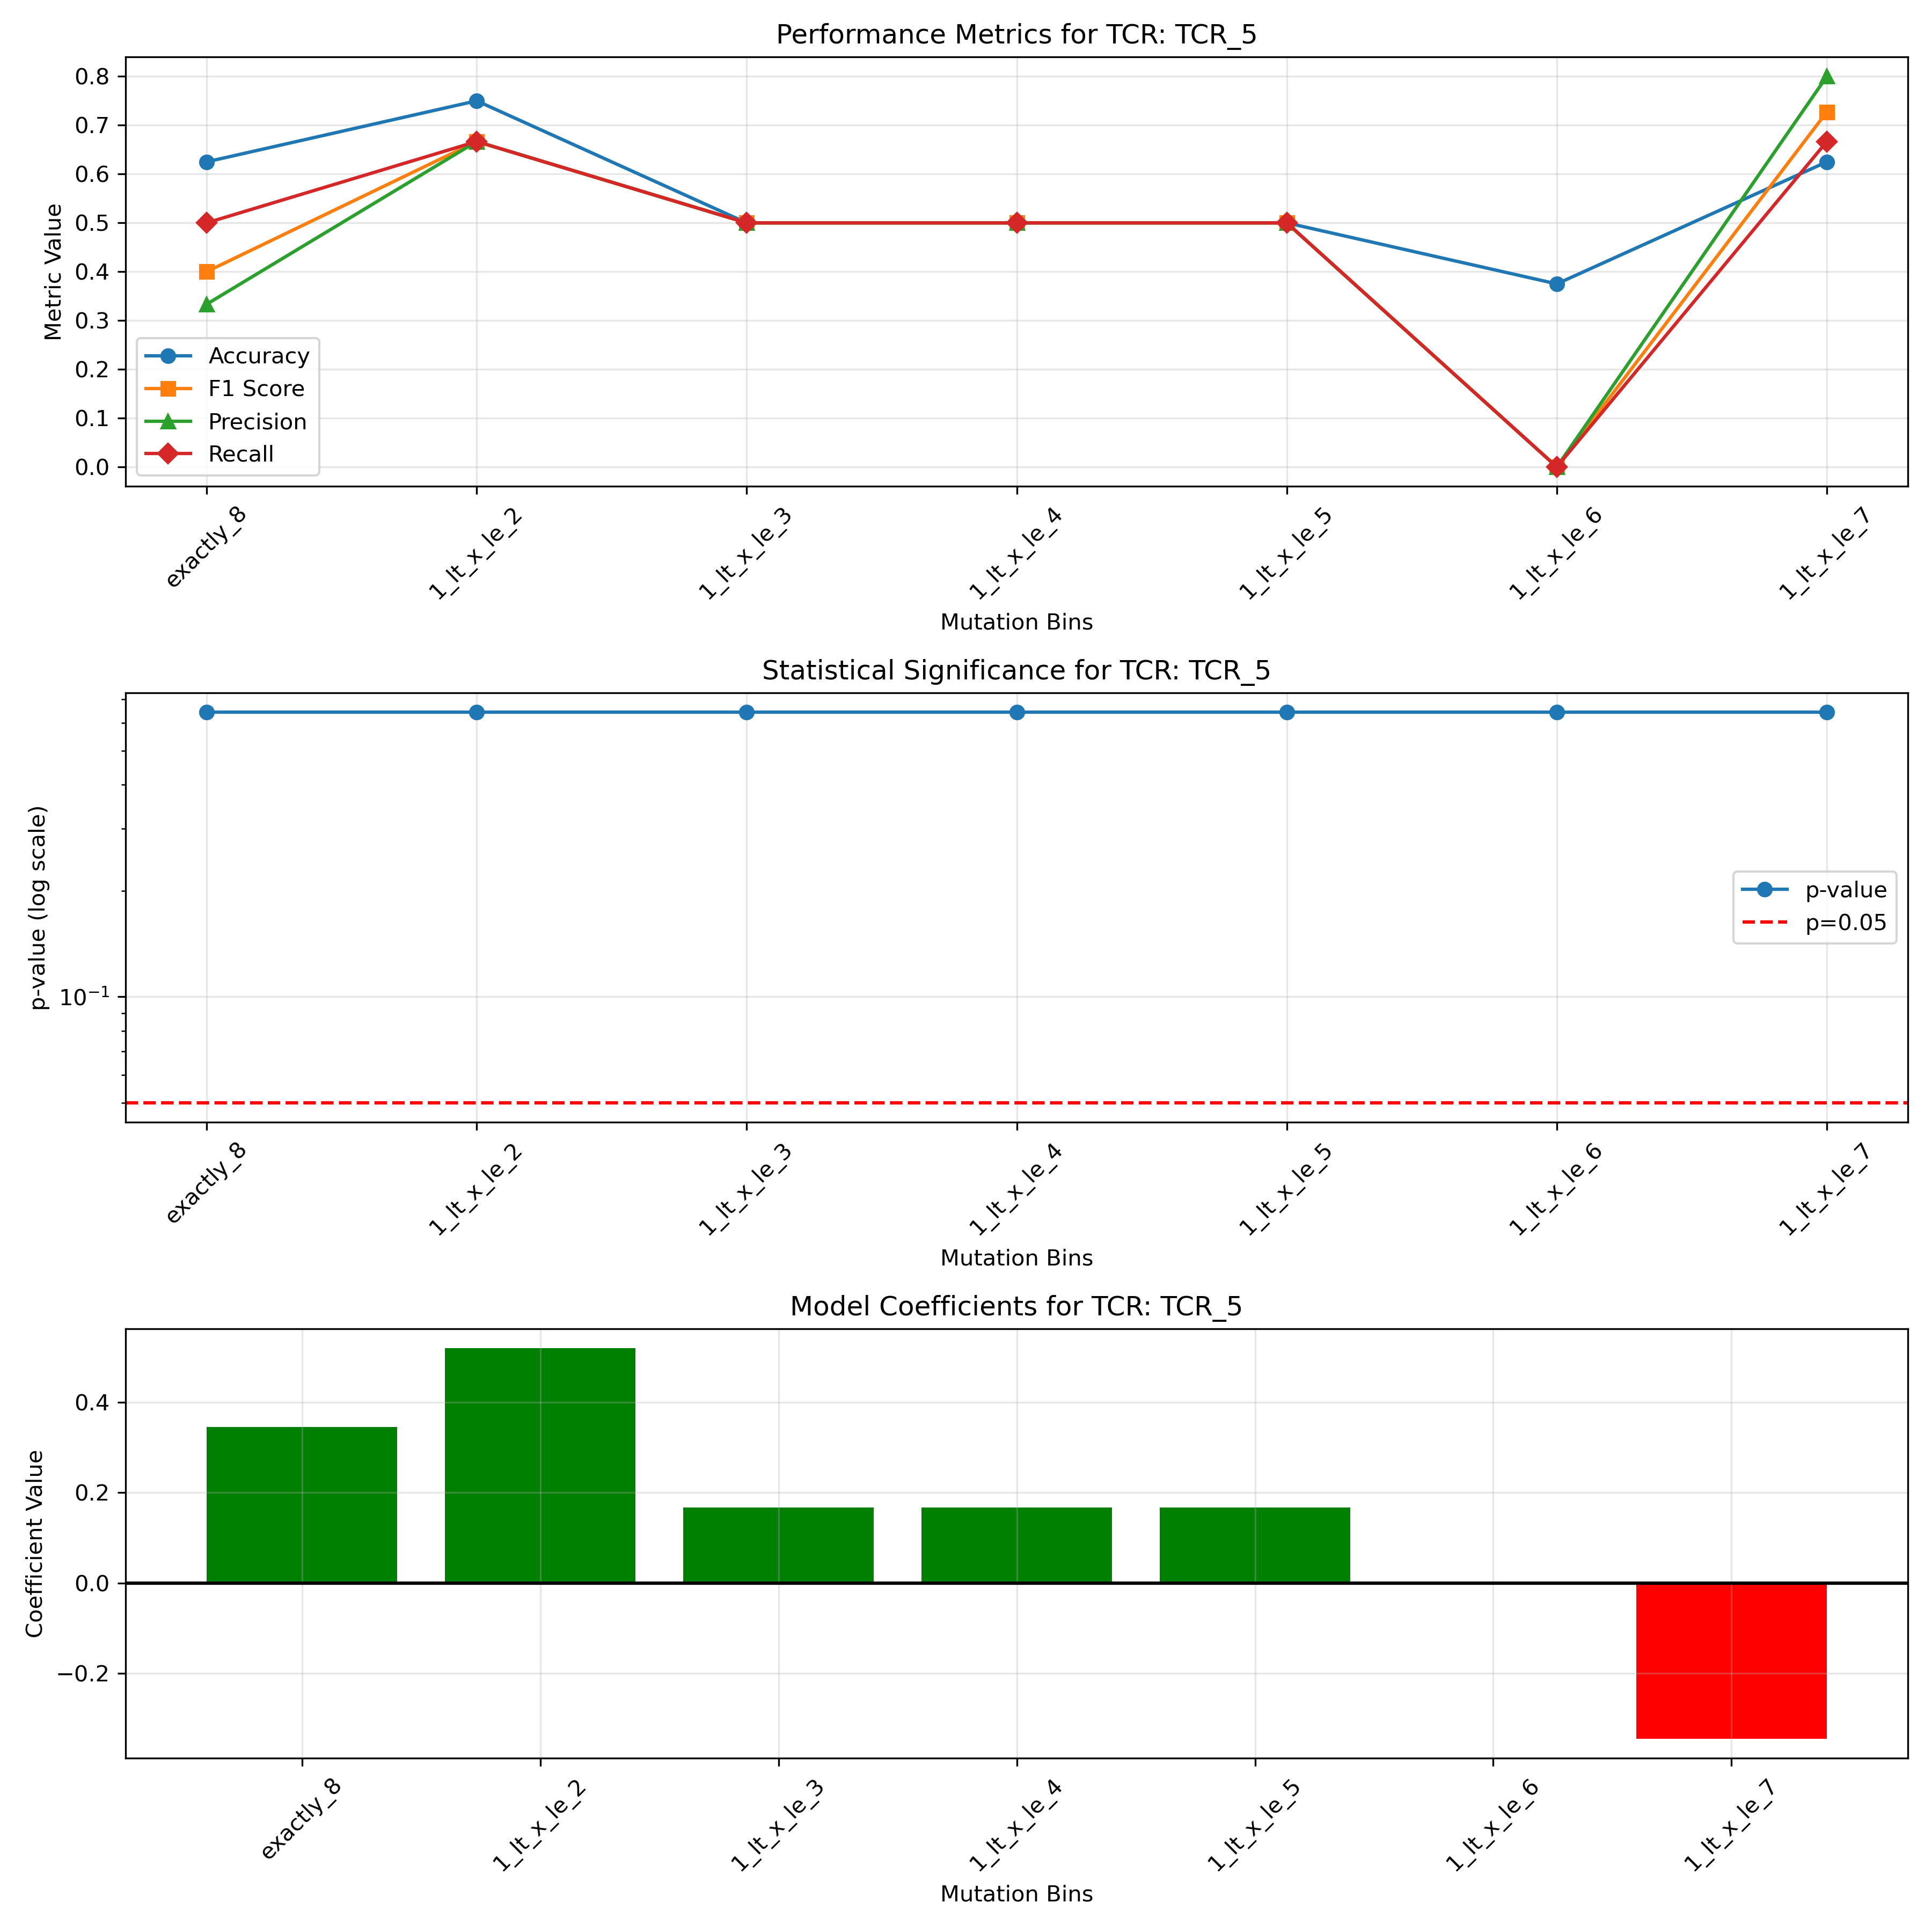 Performance Metrics for TCR: TCR_5
Metric Value
0.8
0.7
0.6
0.5
0.4
0.3
0.2
0.1
0.0
Accuracy
F1 Score
Precision
Recall
exactly_8
1_lt_x_le_2
1_lt_x_le_3
1_lt_x_le_4
1_lt_x_le_5
1_lt_x_le_6
1_lt_x_le_7
Mutation Bins
Statistical Significance for TCR: TCR_5
p-value (log scale)
10⁻¹
p-value
p=0.05
exactly_8
1_lt_x_le_2
1_lt_x_le_3
1_lt_x_le_4
1_lt_x_le_5
1_lt_x_le_6
1_lt_x_le_7
Mutation Bins
Model Coefficients for TCR: TCR_5
Coefficient Value
0.4
0.2
0.0
−0.2
exactly_8
1_lt_x_le_2
1_lt_x_le_3
1_lt_x_le_4
1_lt_x_le_5
1_lt_x_le_6
1_lt_x_le_7
Mutation Bins